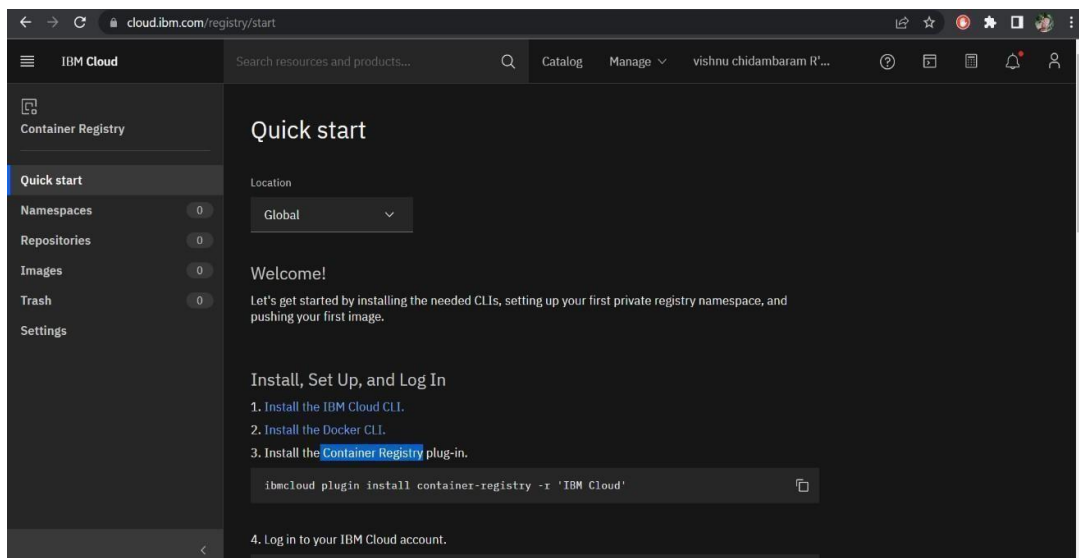 cloud.ibm.com/registry/start
IBM Cloud
Search resources and products...
Catalog
Manage
vishnu chidambaram R'...
Container Registry
Quick start
Namespaces 0
Repositories 0
Images 0
Trash 0
Settings
Quick start
Location
Global
Welcome!
Let's get started by installing the needed CLIs, setting up your first private registry namespace, and
pushing your first image.
Install, Set Up, and Log In
1. Install the IBM Cloud CLI.
2. Install the Docker CLI.
3. Install the Container Registry plug-in.
ibmcloud plugin install container-registry -r 'IBM Cloud'
4. Log in to your IBM Cloud account.